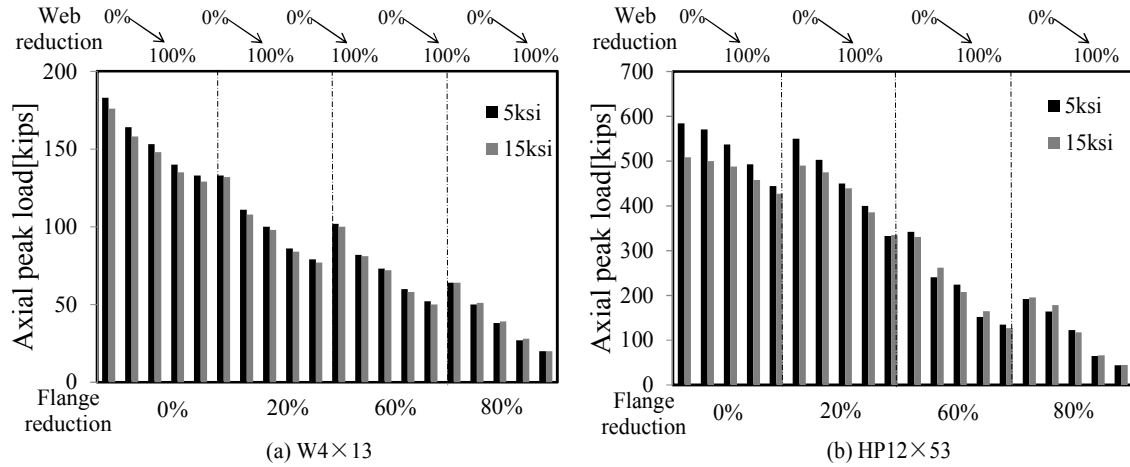 Web reduction
0% 0% 0% 0%
100% 100% 100% 100%
Axial peak load[kips]
200
150
100
50
0
5ksi
15ksi
Flange reduction
0% 20% 60% 80%
(a) W4×13
Web reduction
0% 0% 0% 0%
100% 100% 100% 100%
Axial peak load[kips]
700
600
500
400
300
200
100
0
5ksi
15ksi
Flange reduction
0% 20% 60% 80%
(b) HP12×53